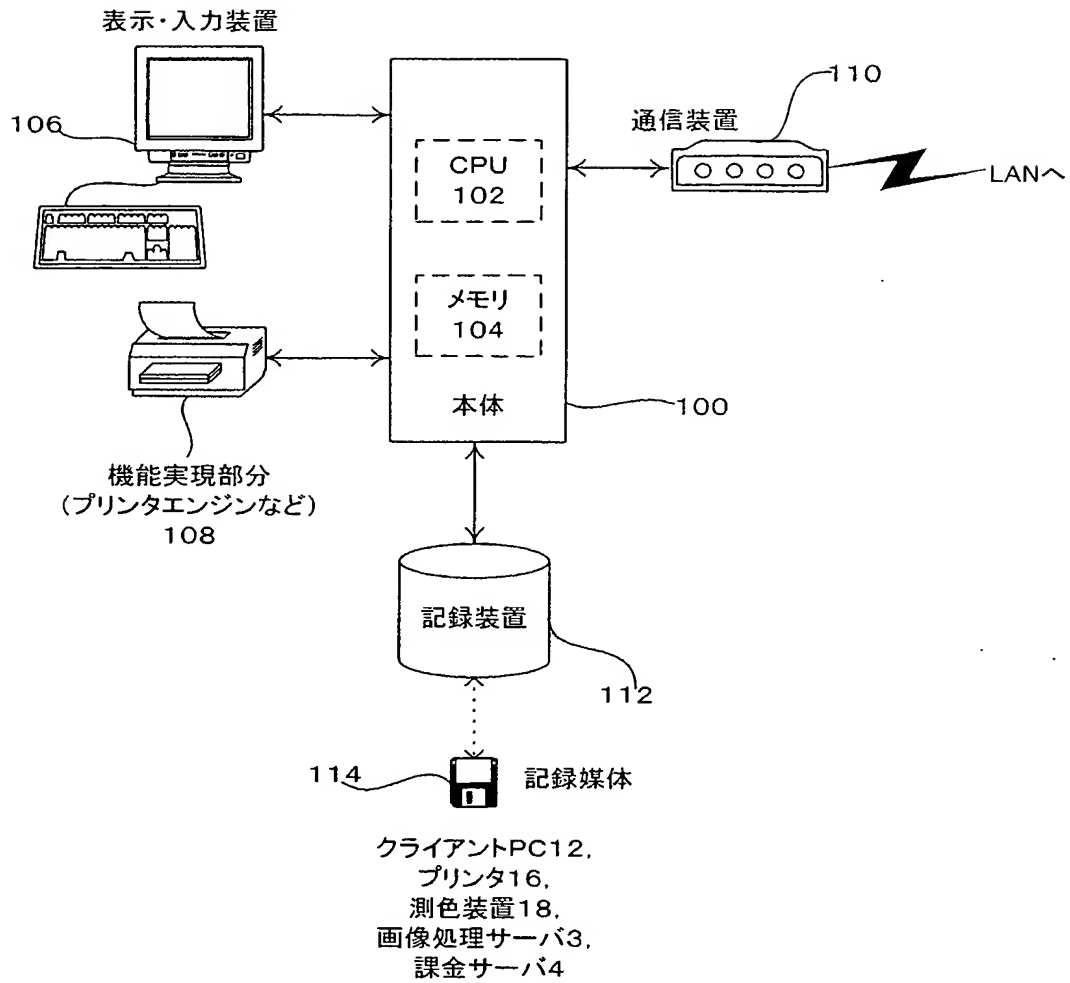 表示・入力装置
106
110
通信装置
CPU
102
LANへ
メモリ
104
本体
100
機能実現部分
(プリンタエンジンなど)
108
記録装置
112
114
記録媒体
クライアントPC12,
プリンタ16,
測色装置18,
画像処理サーバ3,
課金サーバ4